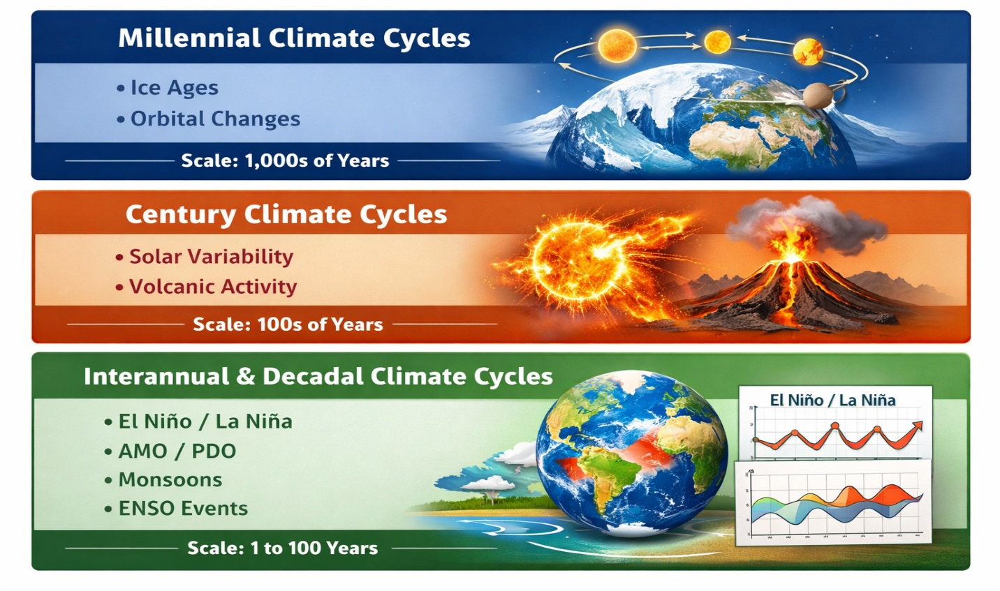 Millennial Climate Cycles
• Ice Ages
• Orbital Changes
Scale: 1,000s of Years
Century Climate Cycles
• Solar Variability
• Volcanic Activity
Scale: 100s of Years
Interannual & Decadal Climate Cycles
• El Niño / La Niña
• AMO / PDO
• Monsoons
• ENSO Events
Scale: 1 to 100 Years
El Niño / La Niña